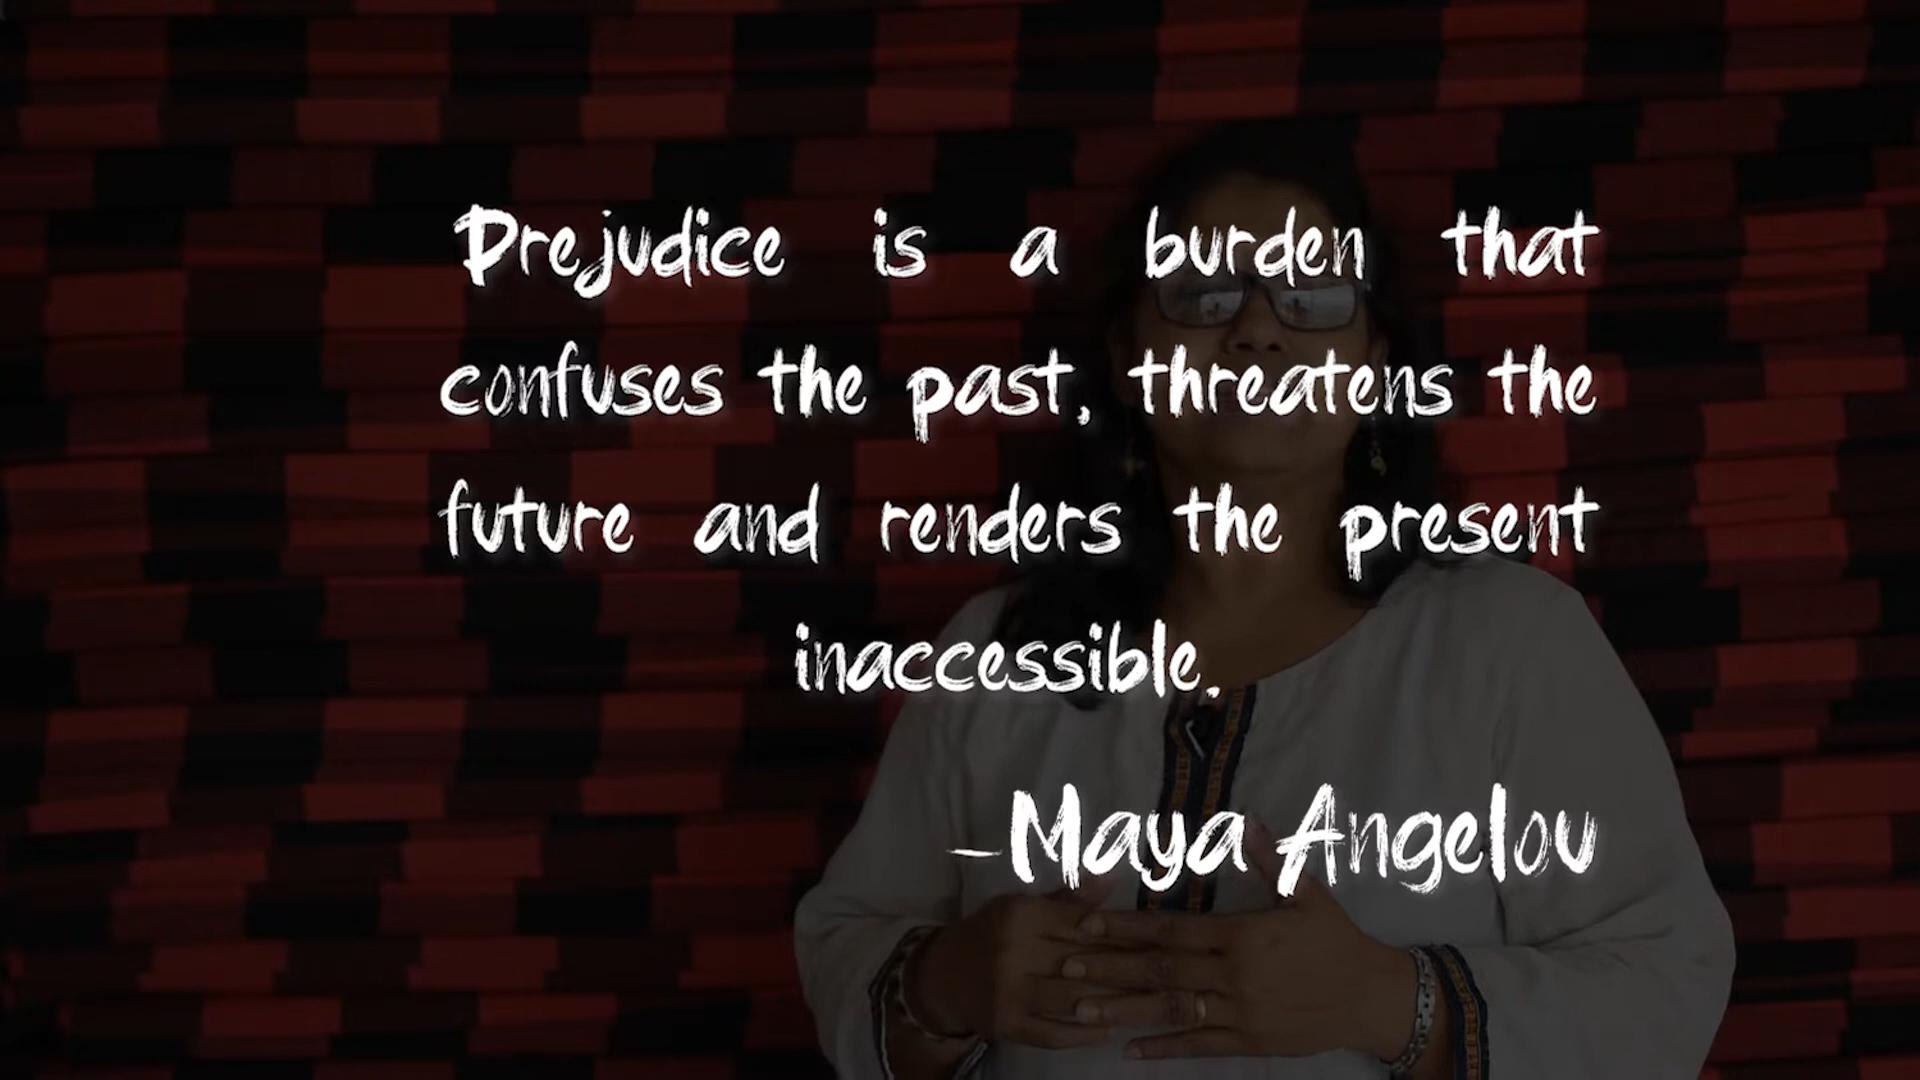 Prejudice is a burden that
confuses the past, threatens the
future and renders the present
inaccessible.
-Maya Angelou